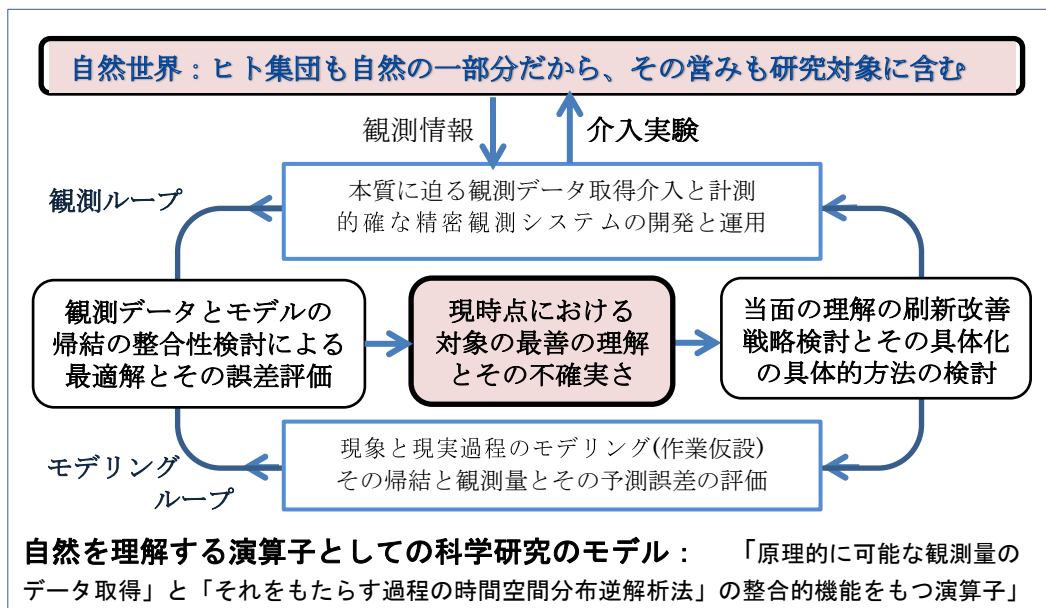 自然世界：ヒト集団も自然の一部分だから、その営みも研究対象に含む
観測情報
介入実験
観測ループ
本質に迫る観測データ取得介入と計測
的確な精密観測システムの開発と運用
観測データとモデルの
帰結の整合性検討による
最適解とその誤差評価
現時点における
対象の最善の理解
とその不確実さ
当面の理解の刷新改善
戦略検討とその具体化
の具体的方法の検討
モデリング
ループ
現象と現実過程のモデリング(作業仮設)
その帰結と観測量とその予測誤差の評価
自然を理解する演算子としての科学研究のモデル： 「原理的に可能な観測量の
データ取得」と「それをもたらす過程の時間空間分布逆解析法」の整合的機能をもつ演算子」